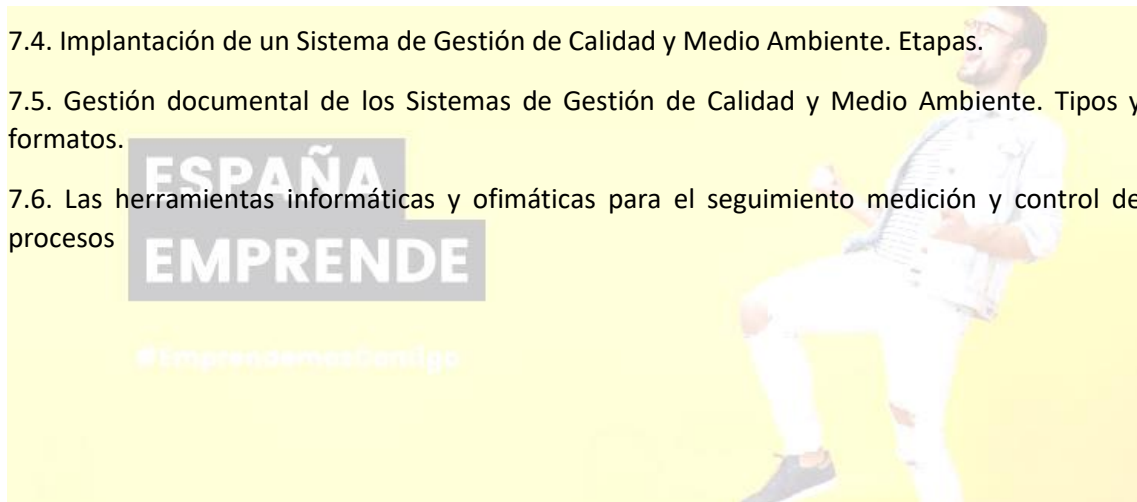 7.4. Implantación de un Sistema de Gestión de Calidad y Medio Ambiente. Etapas.
7.5. Gestión documental de los Sistemas de Gestión de Calidad y Medio Ambiente. Tipos y
formatos.
7.6. Las herramientas informáticas y ofimáticas para el seguimiento medición y control de
procesos
ESPAÑA
EMPRENDE
#EmprendemosContigo